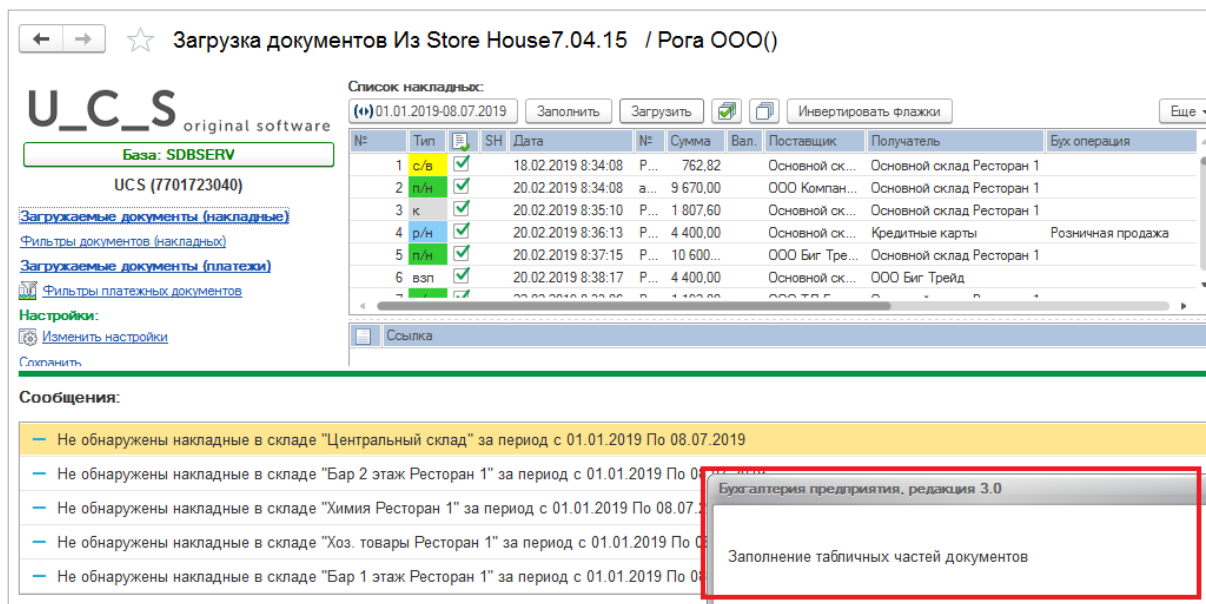 Загрузка документов Из Store House7.04.15 / Рога ООО()
U_C_S original software
База: SDBSERV
UCS (7701723040)
Загружаемые документы (накладные)
Фильтры документов (накладных)
Загружаемые документы (платежи)
Фильтры платежных документов
Настройки:
Изменить настройки
Сохранить
Список накладных:
01.01.2019-08.07.2019 Заполнить Загрузить Инвертировать флажки Еще
№ Тип SH Дата № Сумма Вал. Поставщик Получатель Бух операция
1 с/в 18.02.2019 8:34:08 Р... 762,82 Основной ск... Основной склад Ресторан 1
2 п/н 20.02.2019 8:34:08 а... 9 670,00 ООО Компан... Основной склад Ресторан 1
3 к 20.02.2019 8:35:10 Р... 1 807,60 Основной ск... Основной склад Ресторан 1
4 р/н 20.02.2019 8:36:13 Р... 4 400,00 Основной ск... Кредитные карты Розничная продажа
5 п/н 20.02.2019 8:37:15 Р... 10 600... ООО Биг Тре... Основной склад Ресторан 1
6 взп 20.02.2019 8:38:17 Р... 4 400,00 Основной ск... ООО Биг Трейд
Ссылка
Сообщения:
Не обнаружены накладные в складе "Центральный склад" за период с 01.01.2019 По 08.07.2019
Не обнаружены накладные в складе "Бар 2 этаж Ресторан 1" за период с 01.01.2019 По 08.07.2019
Не обнаружены накладные в складе "Химия Ресторан 1" за период с 01.01.2019 По 08.07.2
Не обнаружены накладные в складе "Хоз. товары Ресторан 1" за период с 01.01.2019 По 08
Не обнаружены накладные в складе "Бар 1 этаж Ресторан 1" за период с 01.01.2019 По 08
Бухгалтерия предприятия, редакция 3.0
Заполнение табличных частей документов